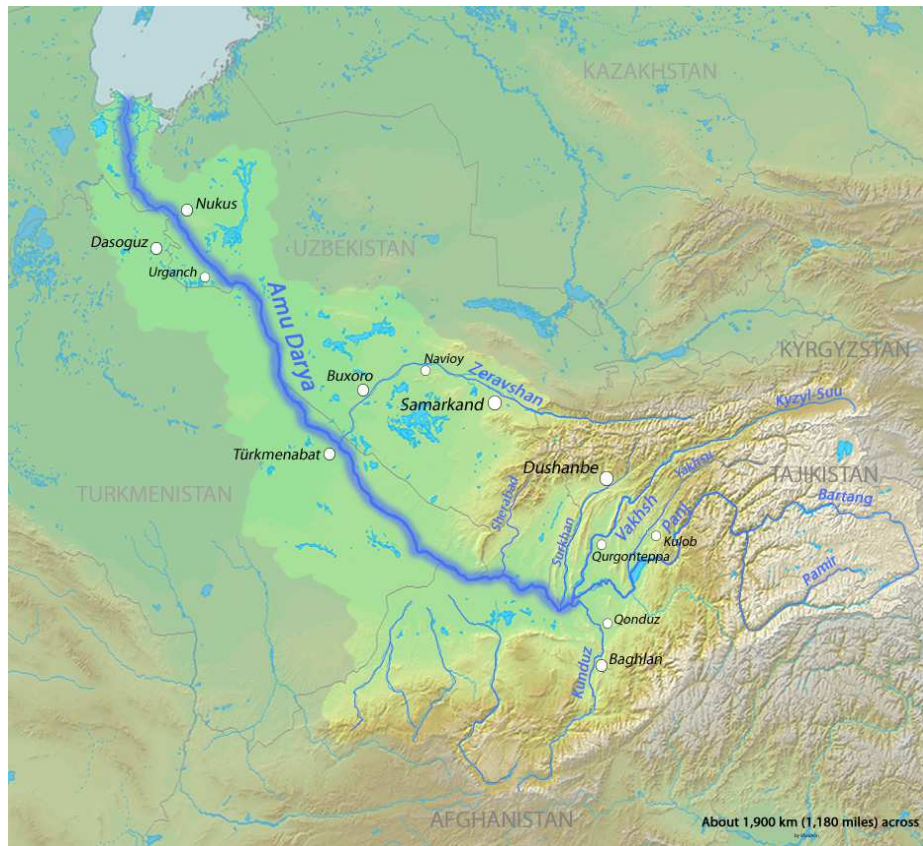 KAZAKHSTAN
Nukus
Dasoguz
UZBEKISTAN
Urganch
Amu Darya
KYRGYZSTAN
Navioy
Zeravshan
Buxoro
Kyzyl-Suu
Samarkand
Türkmenabat
Dushanbe
Yakhsu
TAJIKISTAN
TURKMENISTAN
Sherabad
Vakhsh
Bartang
Panj
Surkhan
Kulob
Qurgonteppa
Pamir
Qonduz
Kunduz
Baghlan
AFGHANISTAN
About 1,900 km (1,180 miles) across